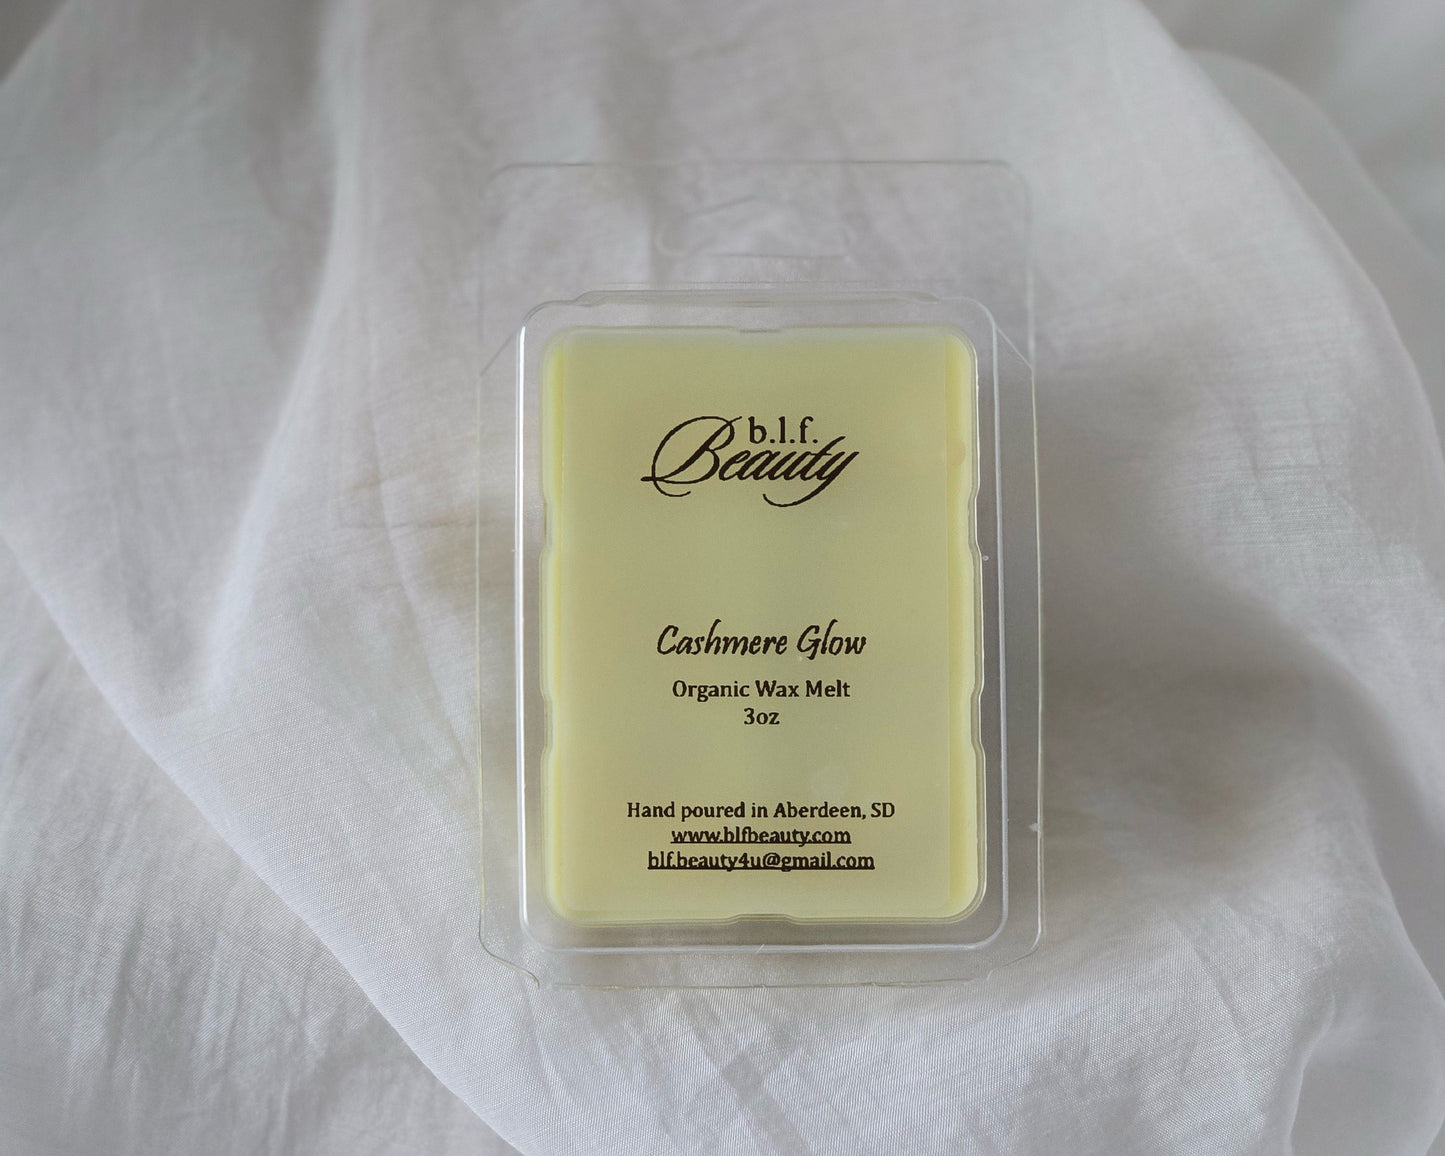 b.l.f.
Beauty
Cashmere Glow
Organic Wax Melt
3oz
Hand poured in Aberdeen, SD
www.blfbeauty.com
blf.beauty4u@gmail.com